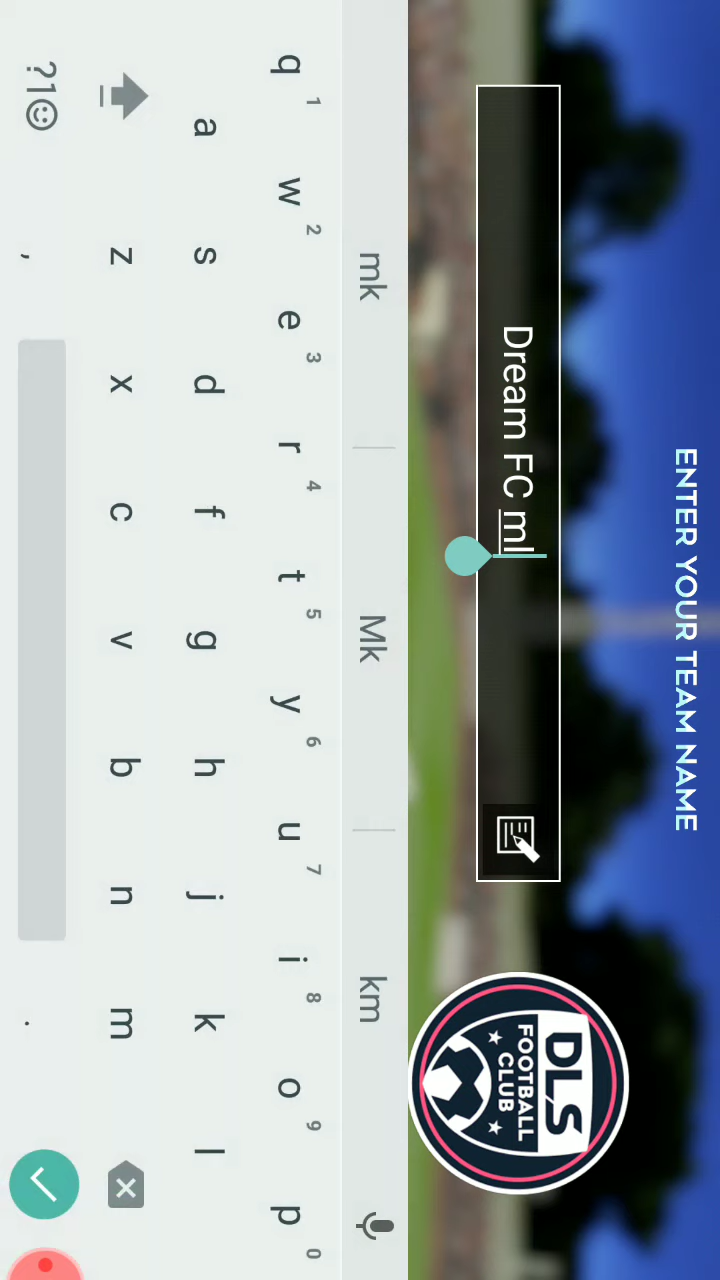 ENTER YOUR TEAM NAME
Dream FC ml
DLS
FOOTBALL
CLUB
mk Mk km
q 1 w 2 e 3 r 4 t 5 y 6 u 7 i 8 o 9 p 0
a s d f g h j k l
z x c v b n m
?1☺ , .